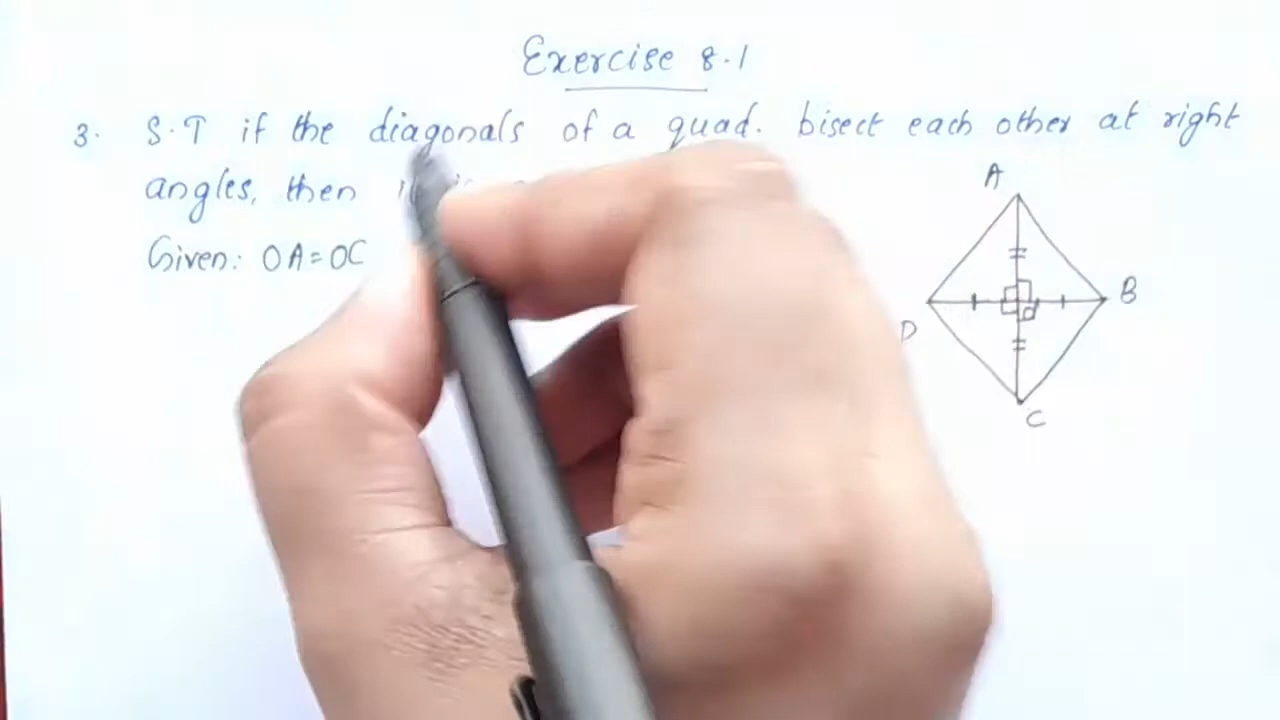 Exercise 8.1
3. S.T if the diagonals of a quad. bisect each other at right
angles, then
Given: OA=OC
A
B
D
C